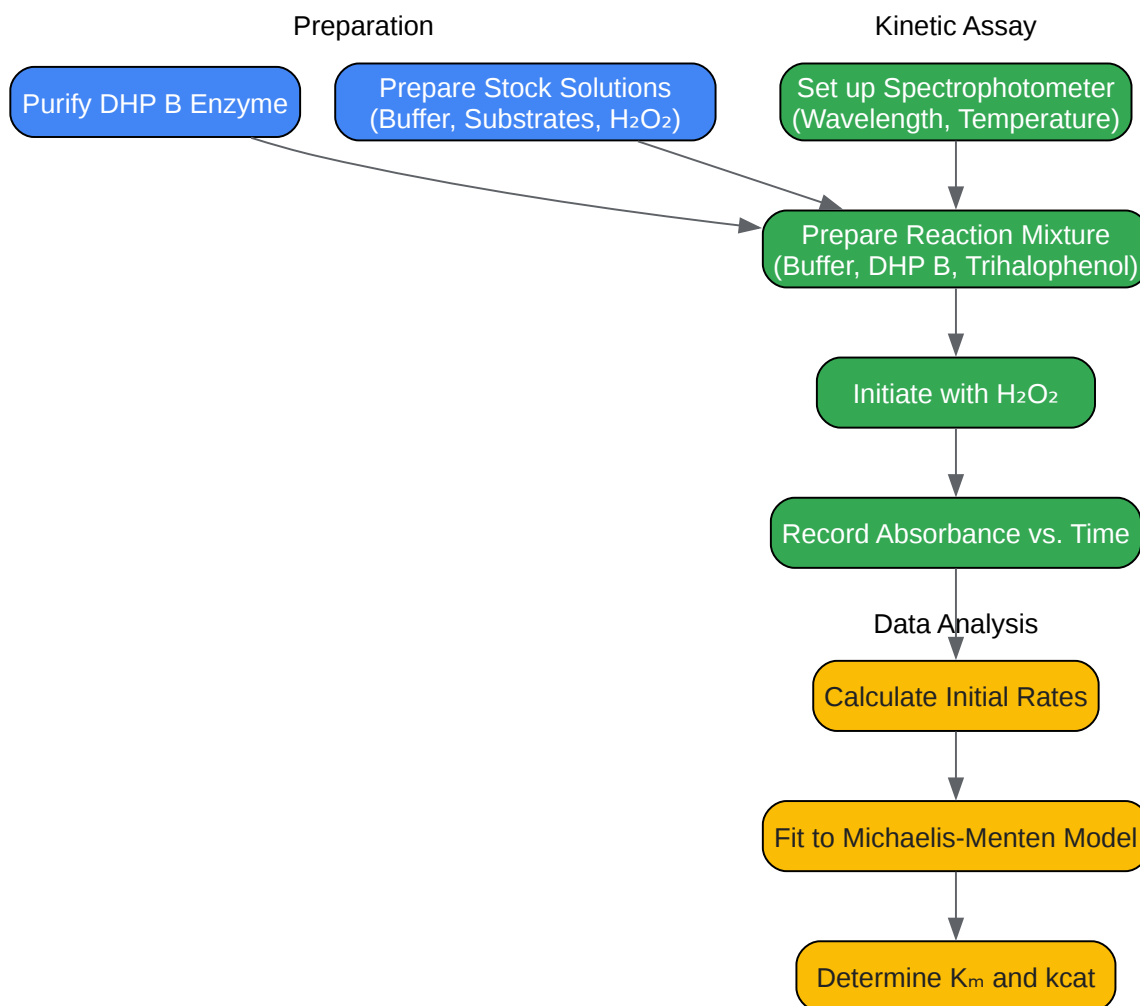 Preparation
Kinetic Assay
Purify DHP B Enzyme
Prepare Stock Solutions
(Buffer, Substrates, H₂O₂)
Set up Spectrophotometer
(Wavelength, Temperature)
Prepare Reaction Mixture
(Buffer, DHP B, Trihalophenol)
Initiate with H₂O₂
Record Absorbance vs. Time
Data Analysis
Calculate Initial Rates
Fit to Michaelis-Menten Model
Determine Kₘ and kcat